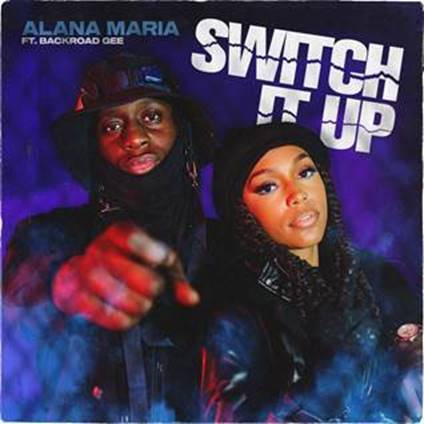 ALANA MARIA
FT. BACKROAD GEE
SWITCH
IT UP